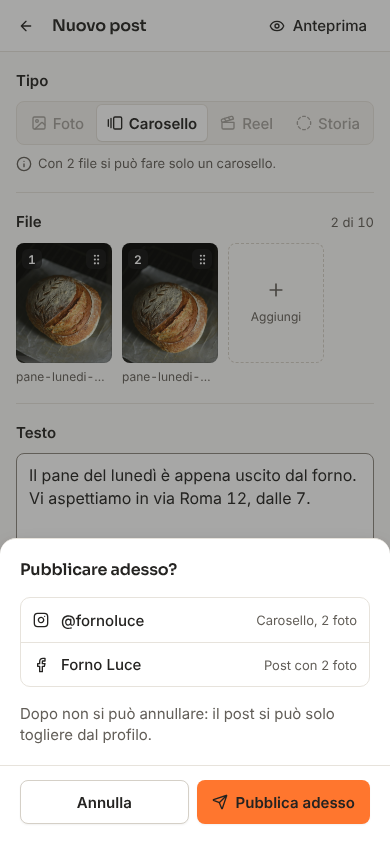 Nuovo post
Anteprima
Tipo
Foto
Carosello
Reel
Storia
Con 2 file si può fare solo un carosello.
File
2 di 10
1
2
Aggiungi
pane-lunedi-...
pane-lunedi-...
Testo
Il pane del lunedì è appena uscito dal forno.
Vi aspettiamo in via Roma 12, dalle 7.
Pubblicare adesso?
@fornoluce
Carosello, 2 foto
Forno Luce
Post con 2 foto
Dopo non si può annullare: il post si può solo
togliere dal profilo.
Annulla
Pubblica adesso